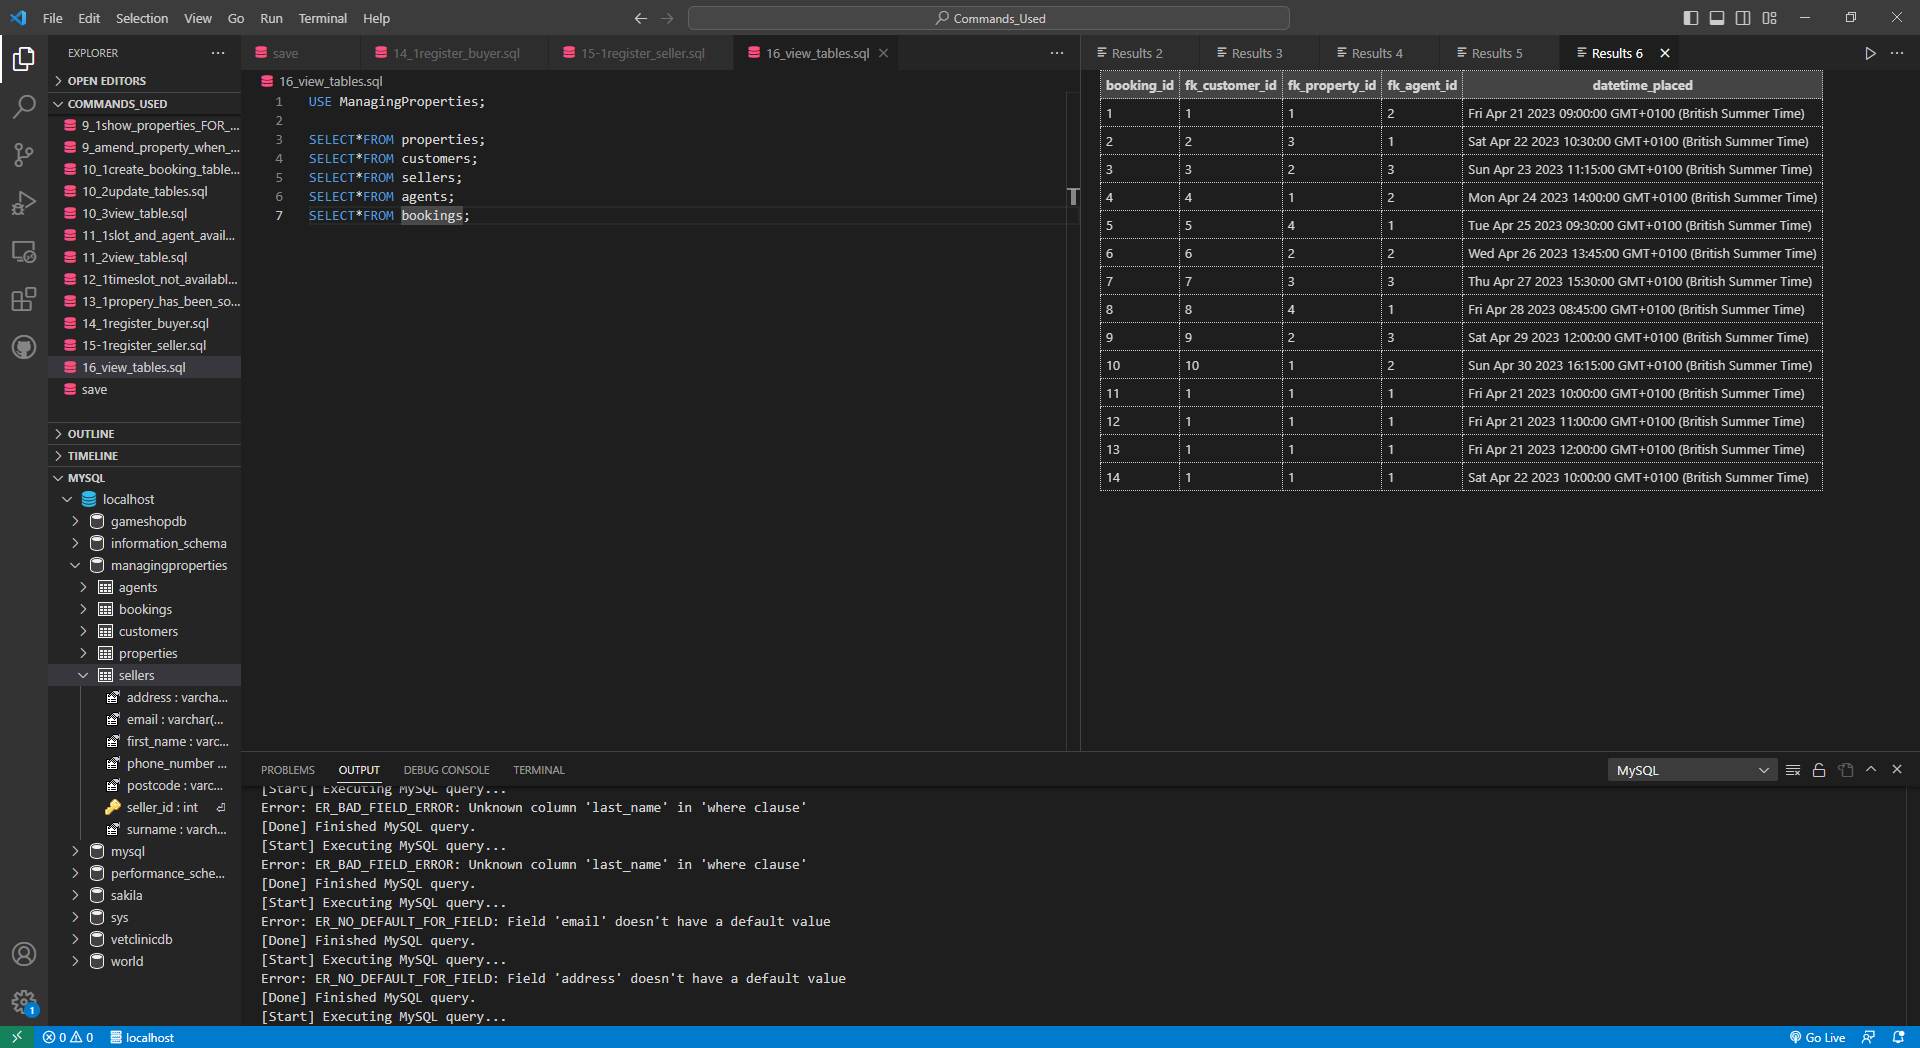 File Edit Selection View Go Run Terminal Help
Commands_Used
EXPLORER
OPEN EDITORS
COMMANDS_USED
9_1show_properties_FOR_...
9_amend_property_when_...
10_1create_booking_table...
10_2update_tables.sql
10_3view_table.sql
11_1slot_and_agent_avail...
11_2view_table.sql
12_1timeslot_not_availabl...
13_1propery_has_been_so...
14_1register_buyer.sql
15-1register_seller.sql
16_view_tables.sql
save
OUTLINE
TIMELINE
MYSQL
localhost
gameshopdb
information_schema
managingproperties
agents
bookings
customers
properties
sellers
address : varcha...
email : varchar(...
first_name : varc...
phone_number ...
postcode : varc...
seller_id : int
surname : varch...
mysql
performance_sche...
sakila
sys
vetclinicdb
world
save 14_1register_buyer.sql 15-1register_seller.sql 16_view_tables.sql
16_view_tables.sql
1 USE ManagingProperties;
2
3 SELECT*FROM properties;
4 SELECT*FROM customers;
5 SELECT*FROM sellers;
6 SELECT*FROM agents;
7 SELECT*FROM bookings;
Results 2 Results 3 Results 4 Results 5 Results 6
booking_id fk_customer_id fk_property_id fk_agent_id datetime_placed
1 1 1 2 Fri Apr 21 2023 09:00:00 GMT+0100 (British Summer Time)
2 2 3 1 Sat Apr 22 2023 10:30:00 GMT+0100 (British Summer Time)
3 3 2 3 Sun Apr 23 2023 11:15:00 GMT+0100 (British Summer Time)
4 4 1 2 Mon Apr 24 2023 14:00:00 GMT+0100 (British Summer Time)
5 5 4 1 Tue Apr 25 2023 09:30:00 GMT+0100 (British Summer Time)
6 6 2 2 Wed Apr 26 2023 13:45:00 GMT+0100 (British Summer Time)
7 7 3 3 Thu Apr 27 2023 15:30:00 GMT+0100 (British Summer Time)
8 8 4 1 Fri Apr 28 2023 08:45:00 GMT+0100 (British Summer Time)
9 9 2 3 Sat Apr 29 2023 12:00:00 GMT+0100 (British Summer Time)
10 10 1 2 Sun Apr 30 2023 16:15:00 GMT+0100 (British Summer Time)
11 1 1 1 Fri Apr 21 2023 10:00:00 GMT+0100 (British Summer Time)
12 1 1 1 Fri Apr 21 2023 11:00:00 GMT+0100 (British Summer Time)
13 1 1 1 Fri Apr 21 2023 12:00:00 GMT+0100 (British Summer Time)
14 1 1 1 Sat Apr 22 2023 10:00:00 GMT+0100 (British Summer Time)
PROBLEMS OUTPUT DEBUG CONSOLE TERMINAL
MySQL
[Start] Executing MySQL query...
Error: ER_BAD_FIELD_ERROR: Unknown column 'last_name' in 'where clause'
[Done] Finished MySQL query.
[Start] Executing MySQL query...
Error: ER_BAD_FIELD_ERROR: Unknown column 'last_name' in 'where clause'
[Done] Finished MySQL query.
[Start] Executing MySQL query...
Error: ER_NO_DEFAULT_FOR_FIELD: Field 'email' doesn't have a default value
[Done] Finished MySQL query.
[Start] Executing MySQL query...
Error: ER_NO_DEFAULT_FOR_FIELD: Field 'address' doesn't have a default value
[Done] Finished MySQL query.
[Start] Executing MySQL query...
1
0 0 localhost
Go Live